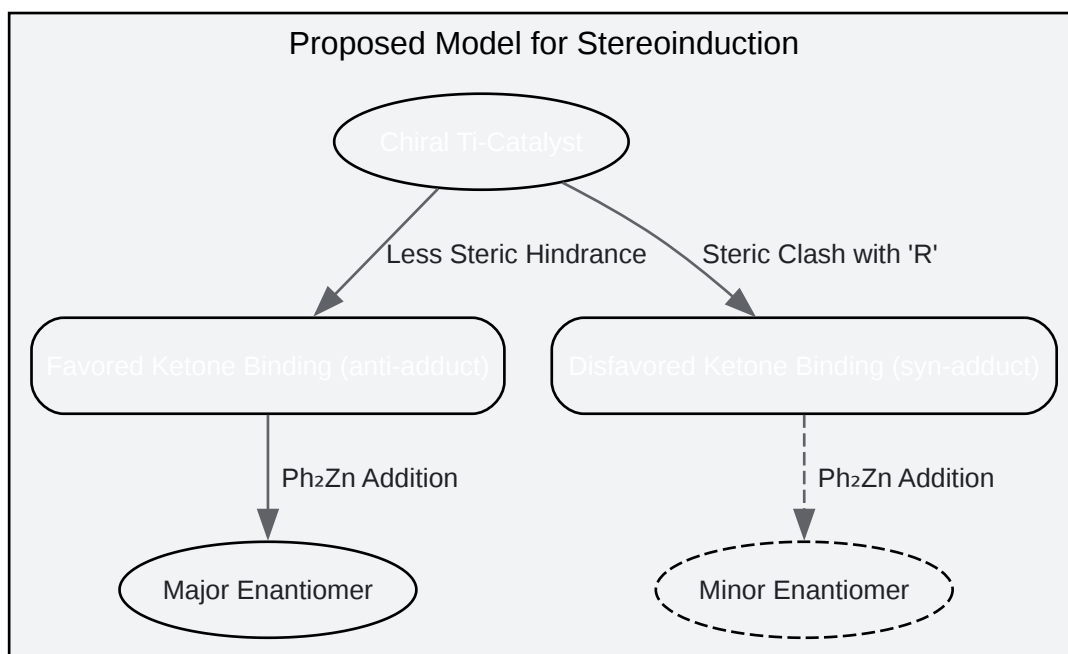 Proposed Model for Stereoinduction
Chiral Ti-Catalyst
Less Steric Hindrance
Steric Clash with 'R'
Favored Ketone Binding (anti-adduct)
Disfavored Ketone Binding (syn-adduct)
Ph₂Zn Addition
Ph₂Zn Addition
Major Enantiomer
Minor Enantiomer